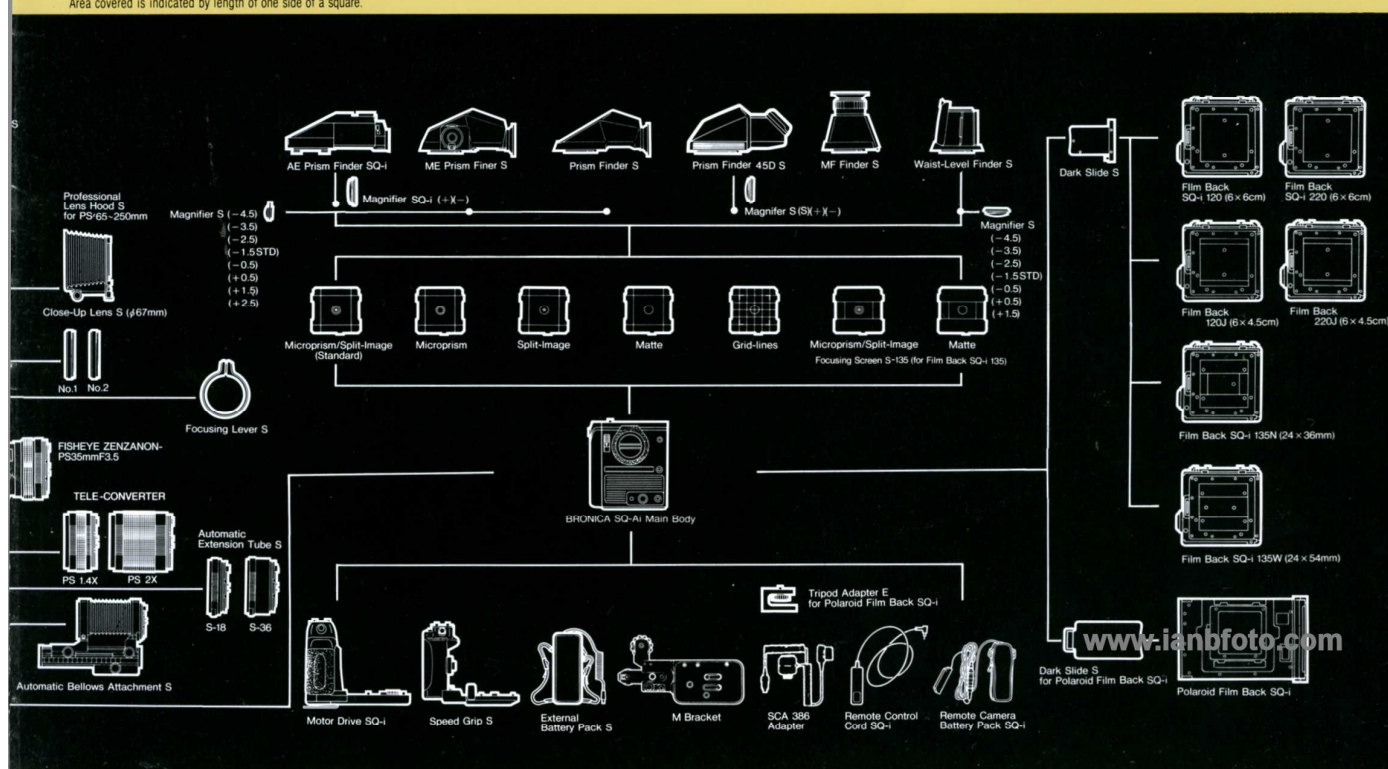 Area covered is indicated by length of one side of a square.
S
AE Prism Finder SQ-i
ME Prism Finer S
Prism Finder S
Prism Finder 45D S
MF Finder S
Waist-Level Finder S
Magnifier SQ-i (+)(−)
Magnifer S (S)(+)(−)
Magnifier S (−4.5)
(−3.5)
(−2.5)
(−1.5STD)
(−0.5)
(+0.5)
(+1.5)
(+2.5)
Magnifier S
(−4.5)
(−3.5)
(−2.5)
(−1.5STD)
(−0.5)
(+0.5)
(+1.5)
Professional
Lens Hood S
for PS/65~250mm
Close-Up Lens S (φ67mm)
No.1 No.2
Focusing Lever S
FISHEYE ZENZANON-
PS35mmF3.5
TELE-CONVERTER
PS 1.4X PS 2X
Automatic
Extension Tube S
S-18 S-36
Automatic Bellows Attachment S
Microprism/Split-Image
(Standard)
Microprism
Split-Image
Matte
Grid-lines
Microprism/Split-Image
Matte
Focusing Screen S-135 (for Film Back SQ-i 135)
BRONICA SQ-Ai Main Body
Motor Drive SQ-i
Speed Grip S
External
Battery Pack S
M Bracket
SCA 386
Adapter
Remote Control
Cord SQ-i
Remote Camera
Battery Pack SQ-i
Tripod Adapter E
for Polaroid Film Back SQ-i
Dark Slide S
Film Back
SQ-i 120 (6×6cm)
Film Back
SQ-i 220 (6×6cm)
Film Back
120J (6×4.5cm)
Film Back
220J (6×4.5cm)
Film Back SQ-i 135N (24×36mm)
Film Back SQ-i 135W (24×54mm)
Dark Slide S
for Polaroid Film Back SQ-i
Polaroid Film Back SQ-i
www.ianbfoto.com